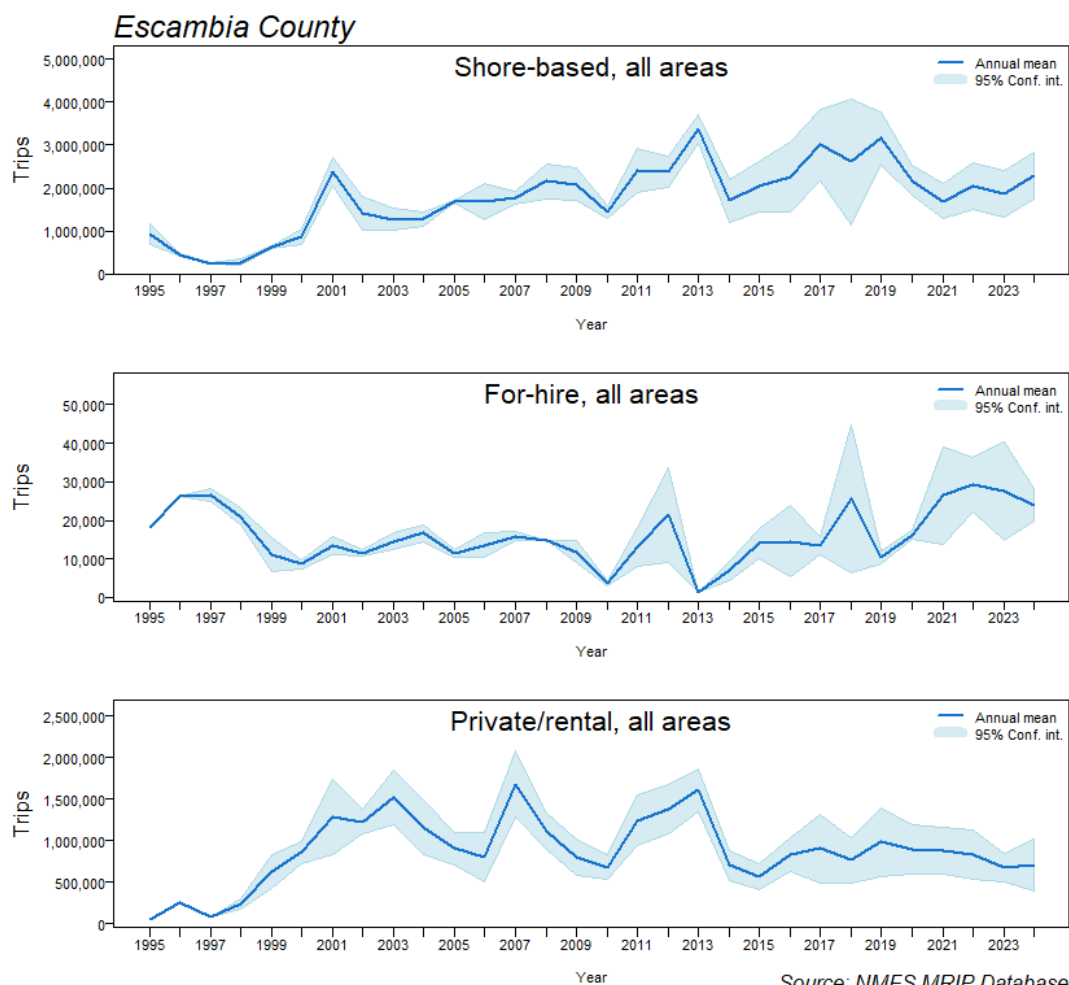 Escambia County
Shore-based, all areas
Annual mean
95% Conf. int.
Trips
5,000,000
4,000,000
3,000,000
2,000,000
1,000,000
0
1995 1997 1999 2001 2003 2005 2007 2009 2011 2013 2015 2017 2019 2021 2023
Year
For-hire, all areas
Annual mean
95% Conf. int.
Trips
50,000
40,000
30,000
20,000
10,000
0
1995 1997 1999 2001 2003 2005 2007 2009 2011 2013 2015 2017 2019 2021 2023
Year
Private/rental, all areas
Annual mean
95% Conf. int.
Trips
2,500,000
2,000,000
1,500,000
1,000,000
500,000
0
1995 1997 1999 2001 2003 2005 2007 2009 2011 2013 2015 2017 2019 2021 2023
Year
Source: NMFS MRIP Database